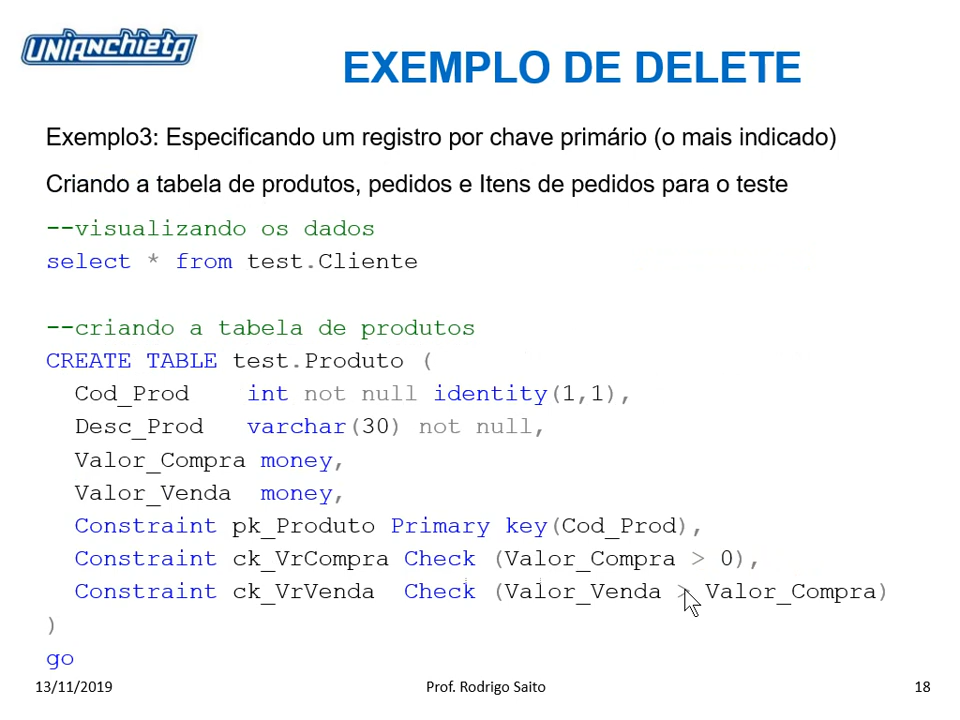 UNIANCHIETA
EXEMPLO DE DELETE
Exemplo3: Especificando um registro por chave primário (o mais indicado)
Criando a tabela de produtos, pedidos e Itens de pedidos para o teste
--visualizando os dados
select * from test.Cliente
--criando a tabela de produtos
CREATE TABLE test.Produto (
Cod_Prod int not null identity(1,1),
Desc_Prod varchar(30) not null,
Valor_Compra money,
Valor_Venda money,
Constraint pk_Produto Primary key(Cod_Prod),
Constraint ck_VrCompra Check (Valor_Compra > 0),
Constraint ck_VrVenda Check (Valor_Venda > Valor_Compra)
)
go
13/11/2019 Prof. Rodrigo Saito 18